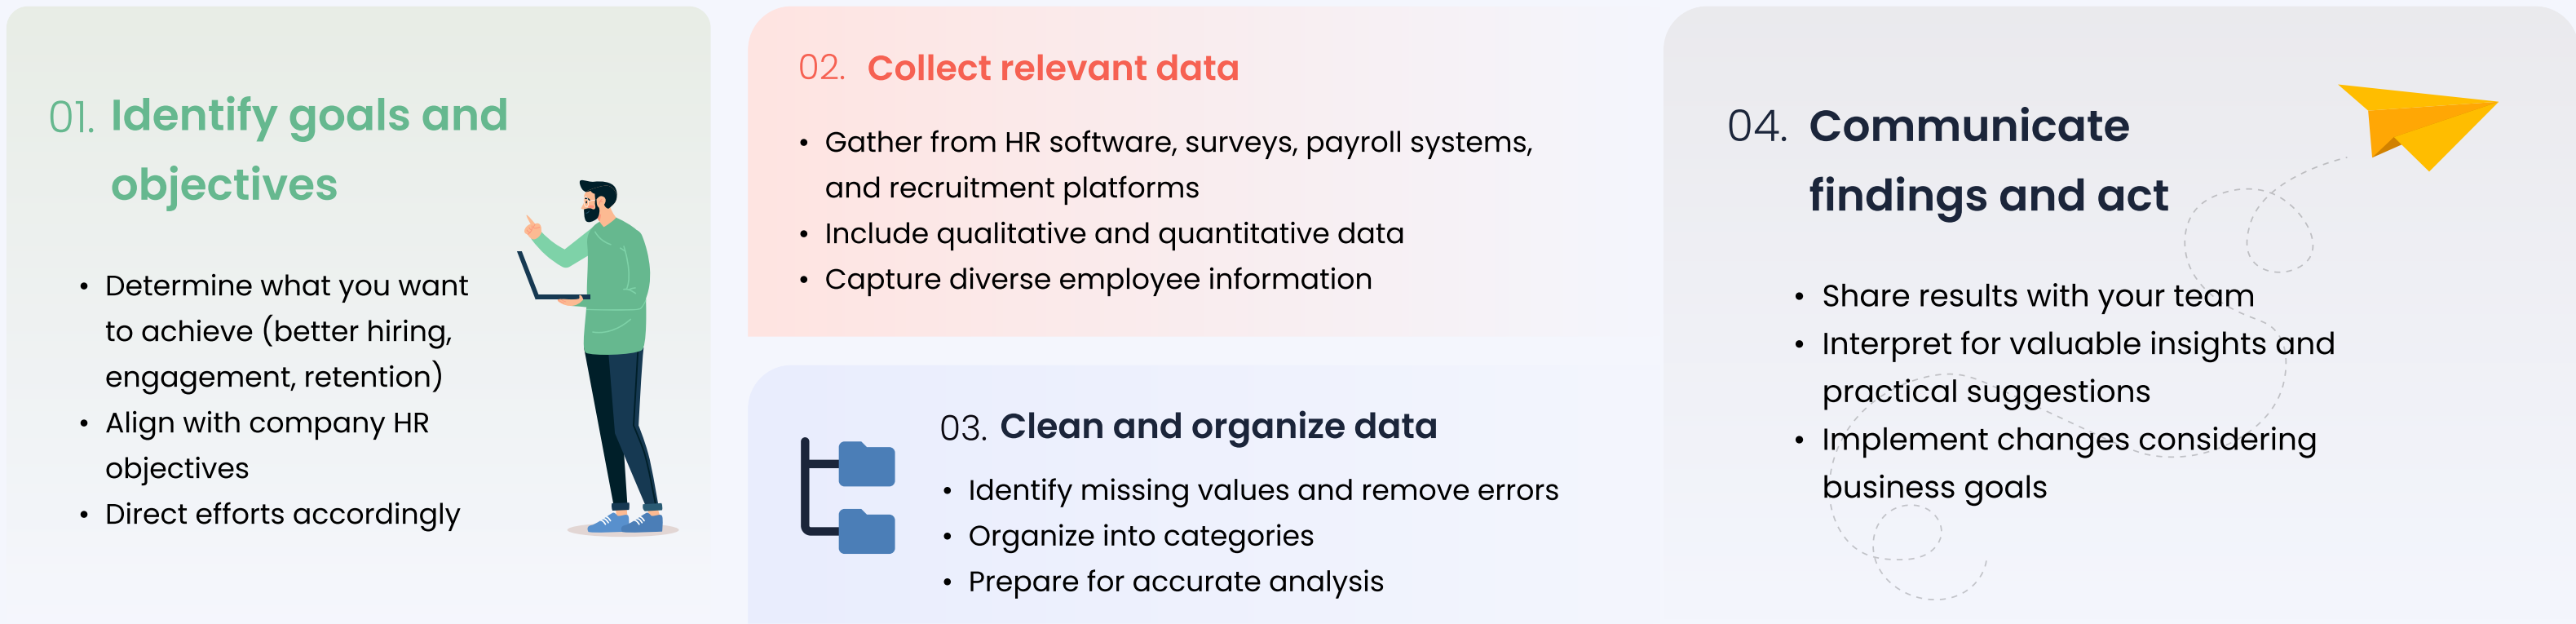 01. Identify goals and
objectives
• Determine what you want
to achieve (better hiring,
engagement, retention)
• Align with company HR
objectives
• Direct efforts accordingly
02. Collect relevant data
• Gather from HR software, surveys, payroll systems,
and recruitment platforms
• Include qualitative and quantitative data
• Capture diverse employee information
03. Clean and organize data
• Identify missing values and remove errors
• Organize into categories
• Prepare for accurate analysis
04. Communicate
findings and act
• Share results with your team
• Interpret for valuable insights and
practical suggestions
• Implement changes considering
business goals